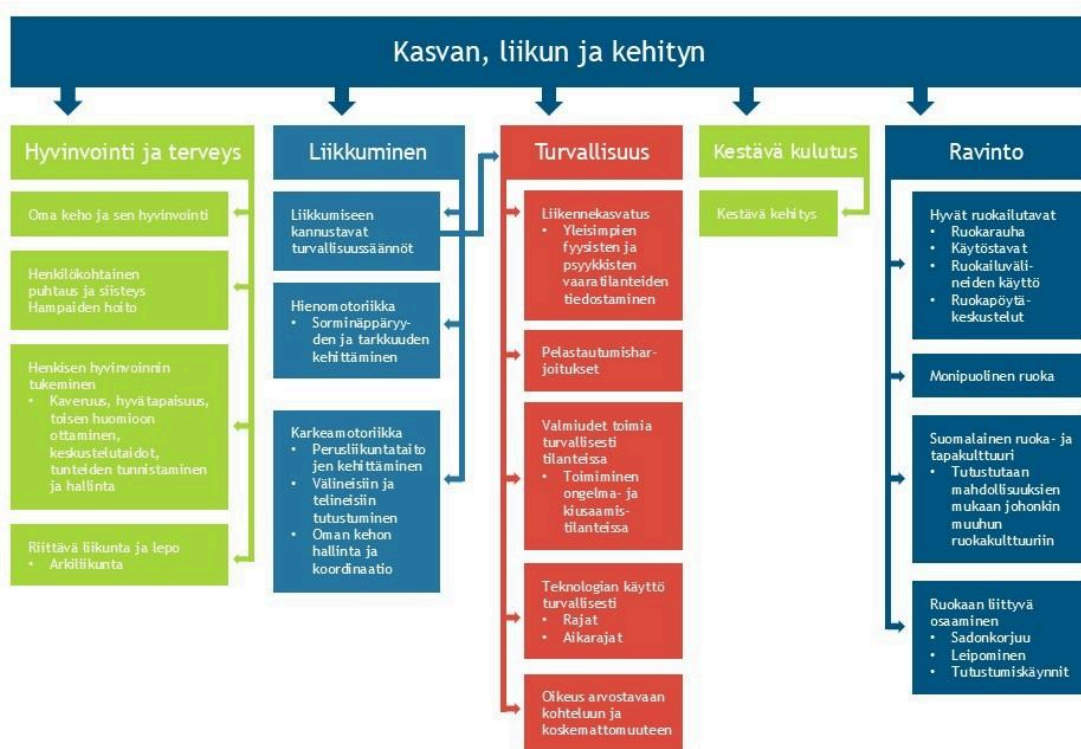 Kasvan, liikun ja kehityn
Hyvinvointi ja terveys
Oma keho ja sen hyvinvointi
Henkilökohtainen
puhtaus ja siisteys
Hampaiden hoito
Henkisen hyvinvoinnin
tukeminen
• Kaveruus, hyvätapaisuus,
toisen huomioon
ottaminen,
keskustelutaidot,
tunteiden tunnistaminen
ja hallinta
Riittävä liikunta ja lepo
• Arkiliikunta
Liikkuminen
Liikkumiseen
kannustavat
turvallisuussäännöt
Hienomotoriikka
• Sorminäppäryy-
den ja tarkkuuden
kehittäminen
Karkeamotoriikka
• Perusliikuntataito
jen kehittäminen
• Välineisiin ja
telineisiin
tutustuminen
• Oman kehon
hallinta ja
koordinaatio
Turvallisuus
Liikennekasvatus
• Yleisimpien
fyysisten ja
psyykkisten
vaaratilanteiden
tiedostaminen
Pelastautumishar-
joitukset
Valmiudet toimia
turvallisesti
tilanteissa
• Toimiminen
ongelma- ja
kiusaamis-
tilanteissa
Teknologian käyttö
turvallisesti
• Rajat
• Aikarajat
Oikeus arvostavaan
kohteluun ja
koskemattomuuteen
Kestävä kulutus
Kestävä kehitys
Ravinto
Hyvät ruokailutavat
• Ruokarauha
• Käytöstavat
• Ruokailuväli-
neiden käyttö
• Ruokapöytä-
keskustelut
Monipuolinen ruoka
Suomalainen ruoka- ja
tapakulttuuri
• Tutustutaan
mahdollisuuksien
mukaan johonkin
muuhun
ruokakulttuuriin
Ruokaan liittyvä
osaaminen
• Sadonkorjuu
• Leipominen
• Tutustumiskäynnit